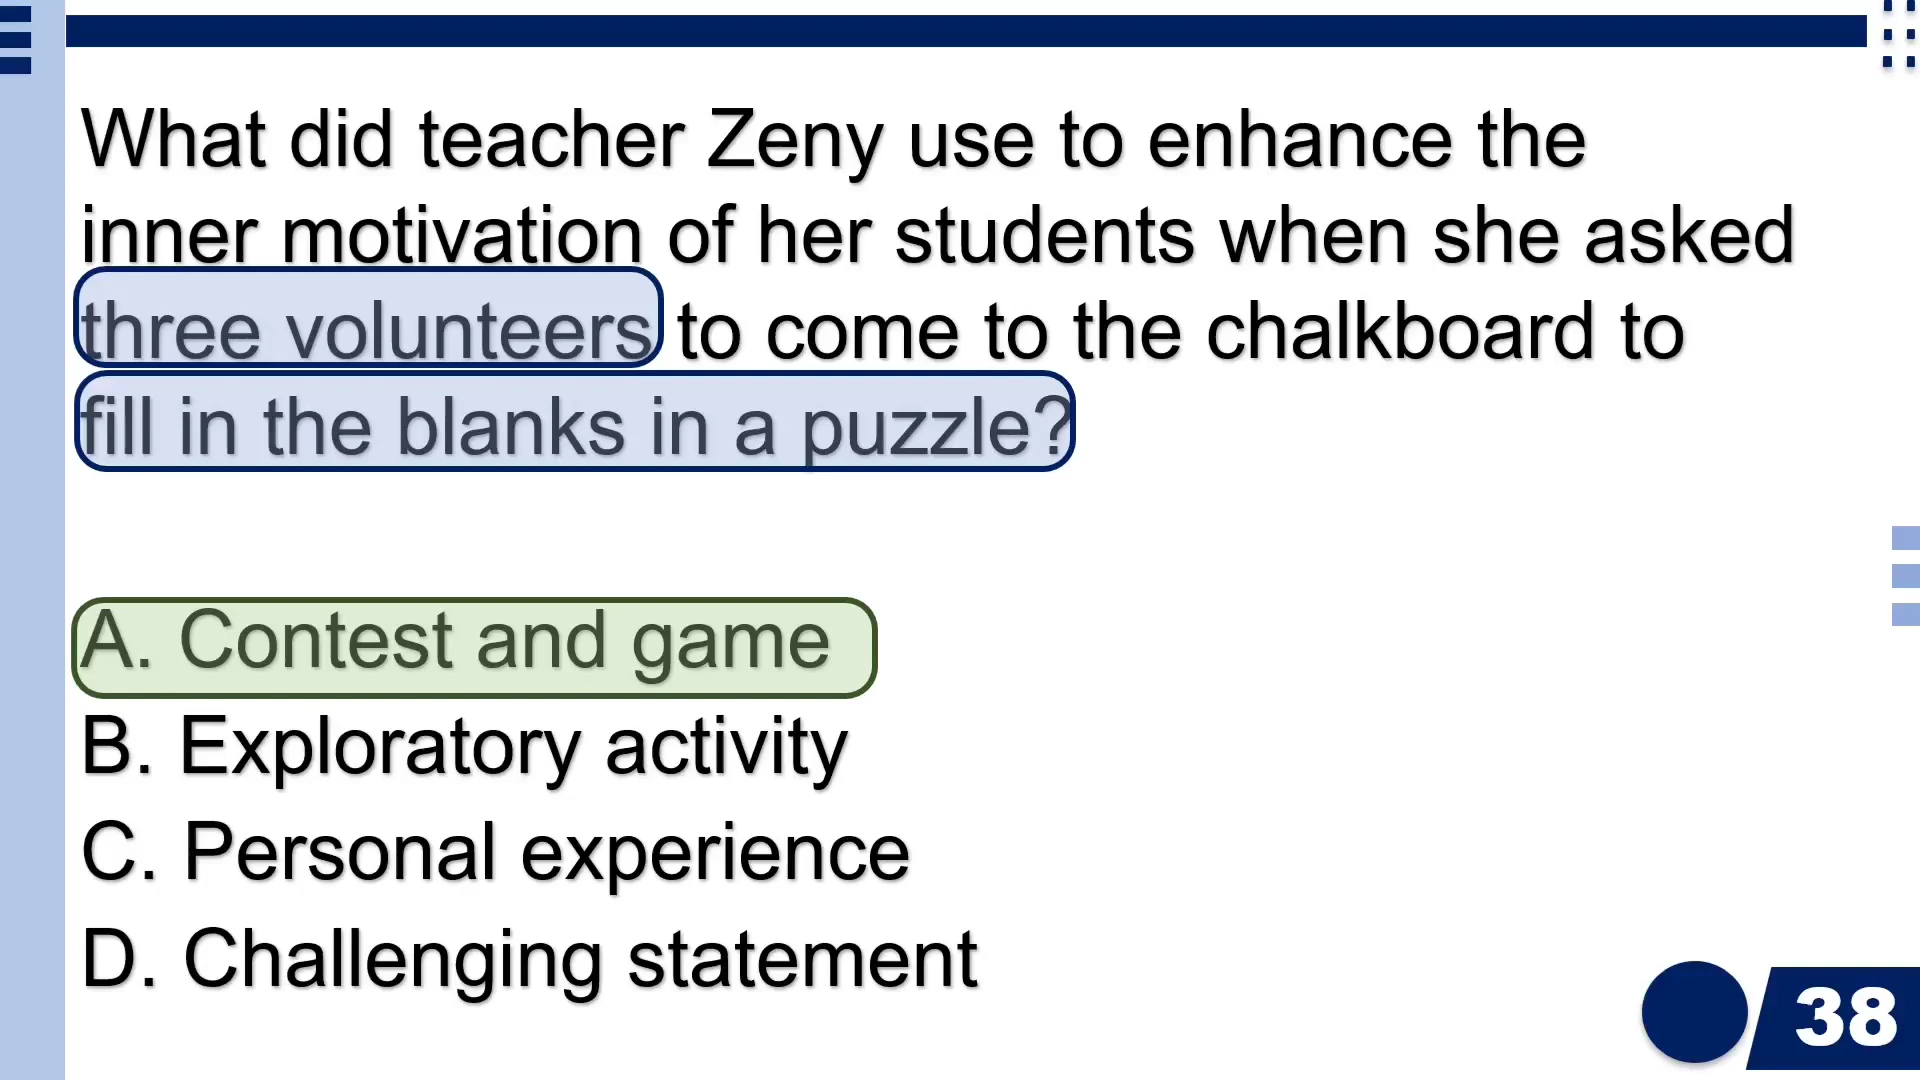 What did teacher Zeny use to enhance the
inner motivation of her students when she asked
three volunteers to come to the chalkboard to
fill in the blanks in a puzzle?
A. Contest and game
B. Exploratory activity
C. Personal experience
D. Challenging statement
38